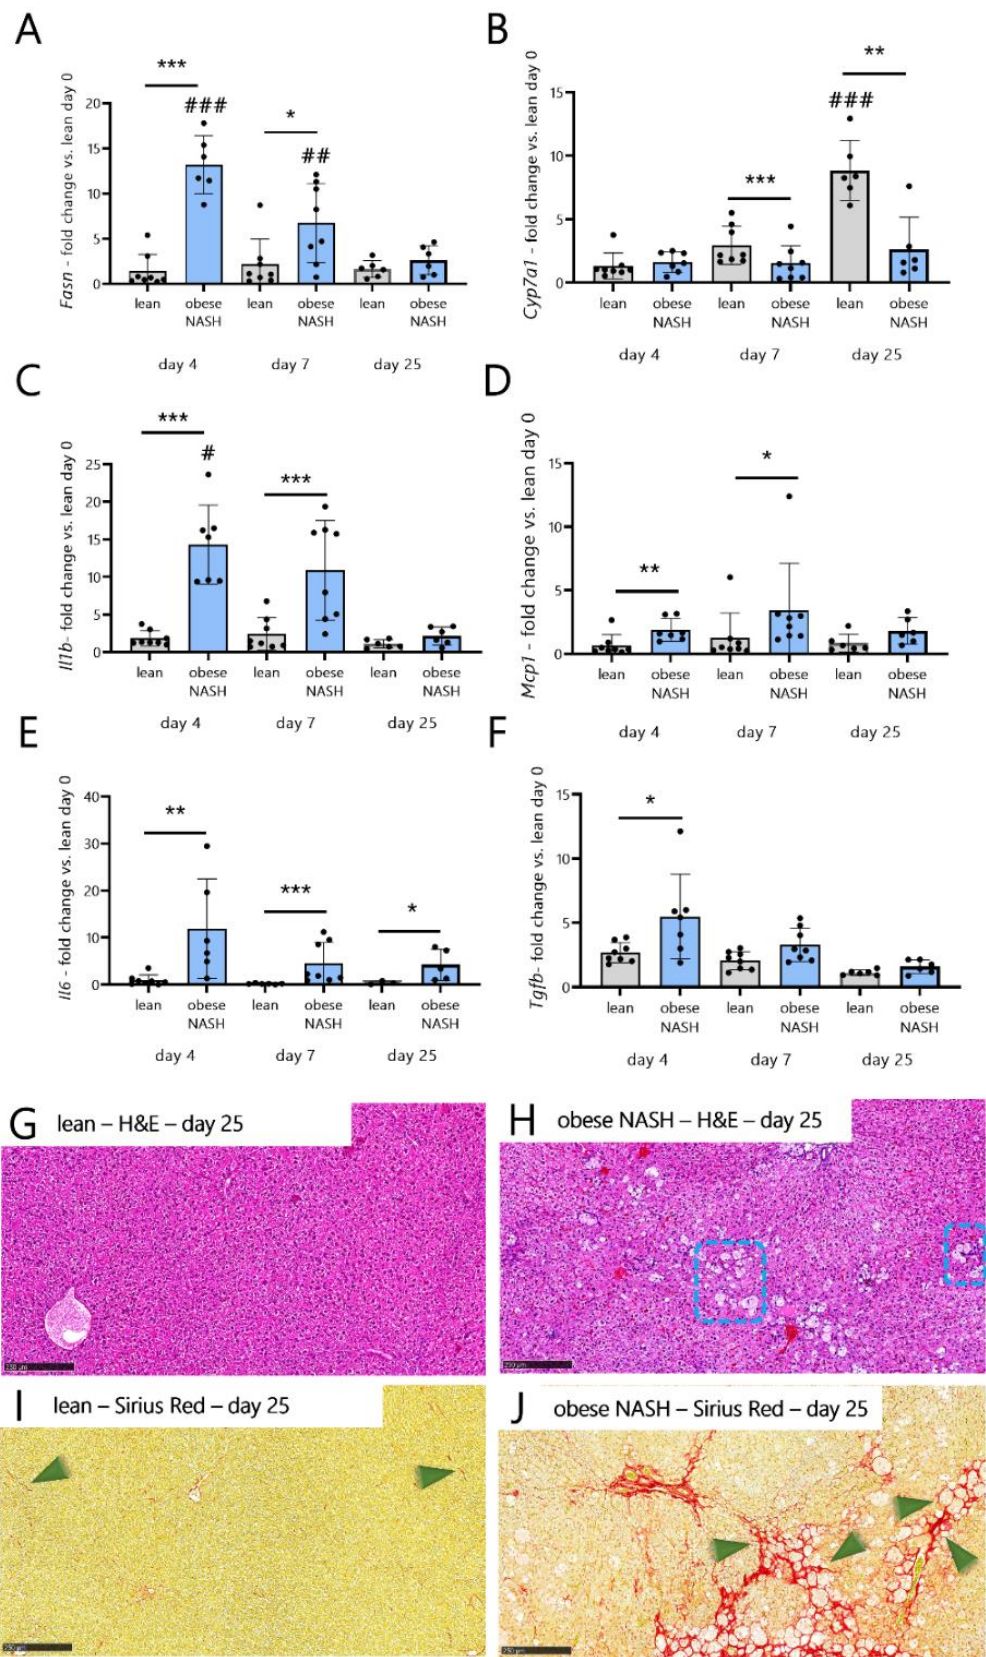 A
Fasn - fold change vs. lean day 0
***
###
*
##
20
15
10
5
0
lean
obese
NASH
lean
obese
NASH
lean
obese
NASH
day 4
day 7
day 25
B
Cyp7a1 - fold change vs. lean day 0
**
###
***
15
10
5
0
lean
obese
NASH
lean
obese
NASH
lean
obese
NASH
day 4
day 7
day 25
C
Il1b- fold change vs. lean day 0
***
#
***
25
20
15
10
5
0
lean
obese
NASH
lean
obese
NASH
lean
obese
NASH
day 4
day 7
day 25
D
Mcp1 - fold change vs. lean day 0
*
**
15
10
5
0
lean
obese
NASH
lean
obese
NASH
lean
obese
NASH
day 4
day 7
day 25
E
Il6 - fold change vs. lean day 0
**
***
*
40
30
20
10
0
lean
obese
NASH
lean
obese
NASH
lean
obese
NASH
day 4
day 7
day 25
F
Tgfb- fold change vs. lean day 0
*
15
10
5
0
lean
obese
NASH
lean
obese
NASH
lean
obese
NASH
day 4
day 7
day 25
G
lean – H&E – day 25
250 µm
H
obese NASH – H&E – day 25
250 µm
I
lean – Sirius Red – day 25
250 µm
J
obese NASH – Sirius Red – day 25
250 µm